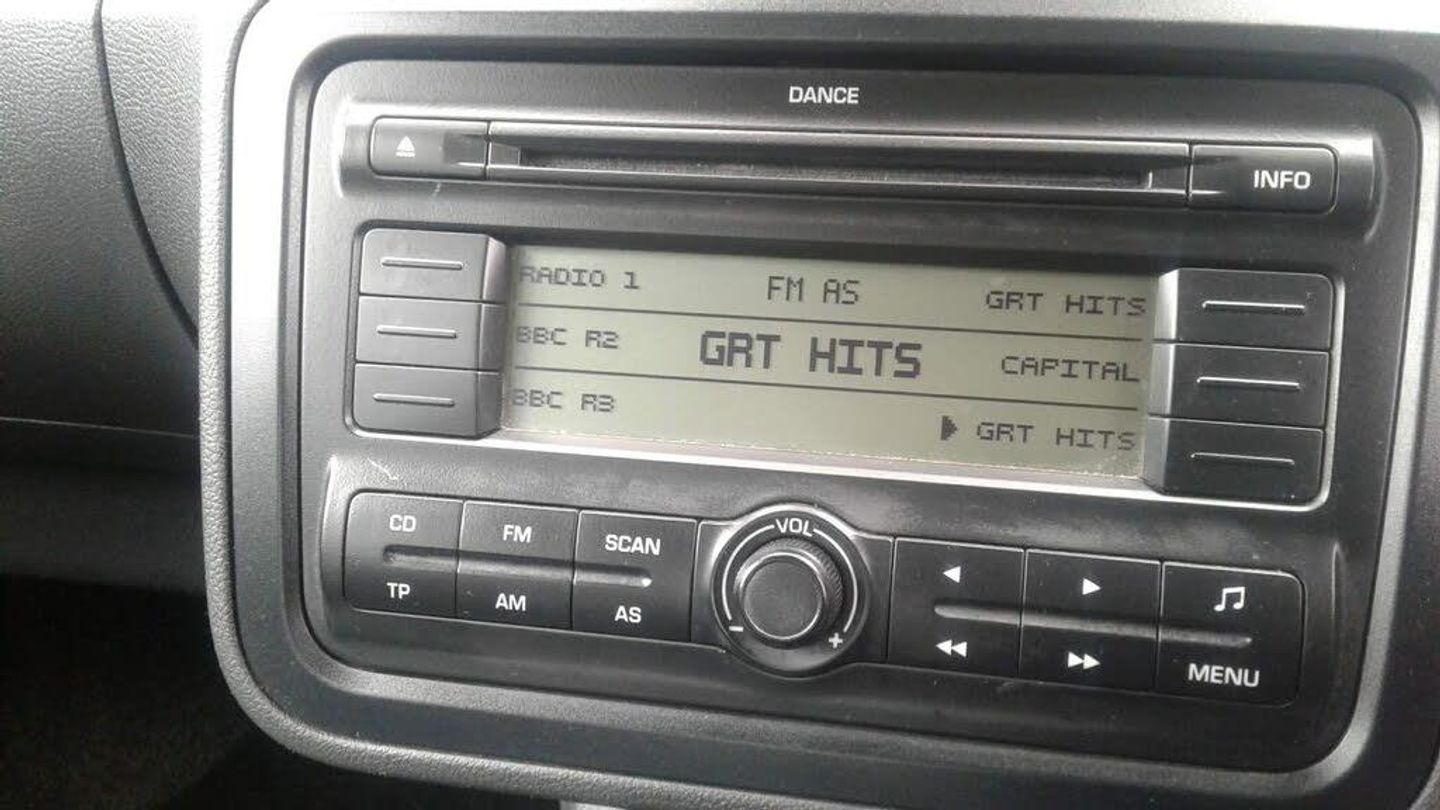 DANCE
INFO
RADIO 1 FM AS GRT HITS
BBC R2 GRT HITS CAPITAL
BBC R3 GRT HITS
CD FM SCAN VOL
TP AM AS - + MENU